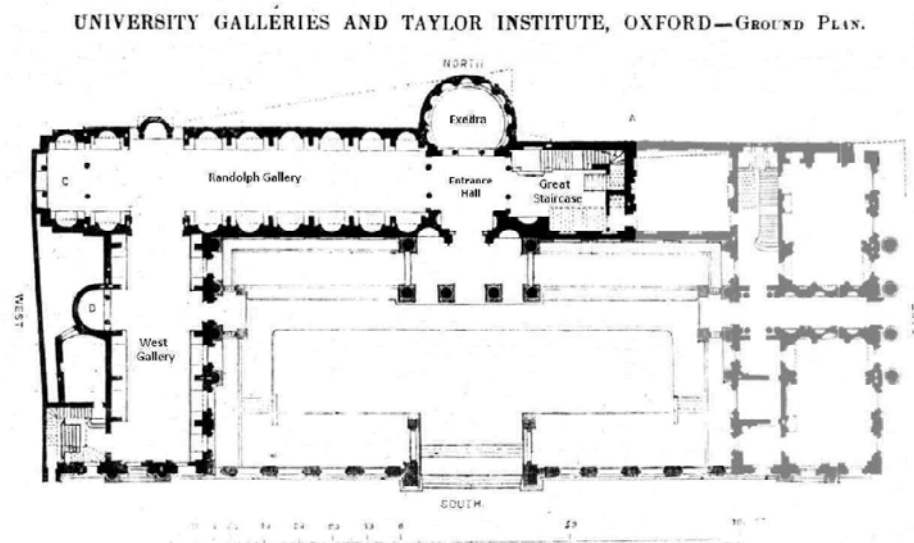 UNIVERSITY GALLERIES AND TAYLOR INSTITUTE, OXFORD—GROUND PLAN.
NORTH
Exedra
A
C
Randolph Gallery
Entrance
Hall
Great
Staircase
WEST
D
West
Gallery
SOUTH.